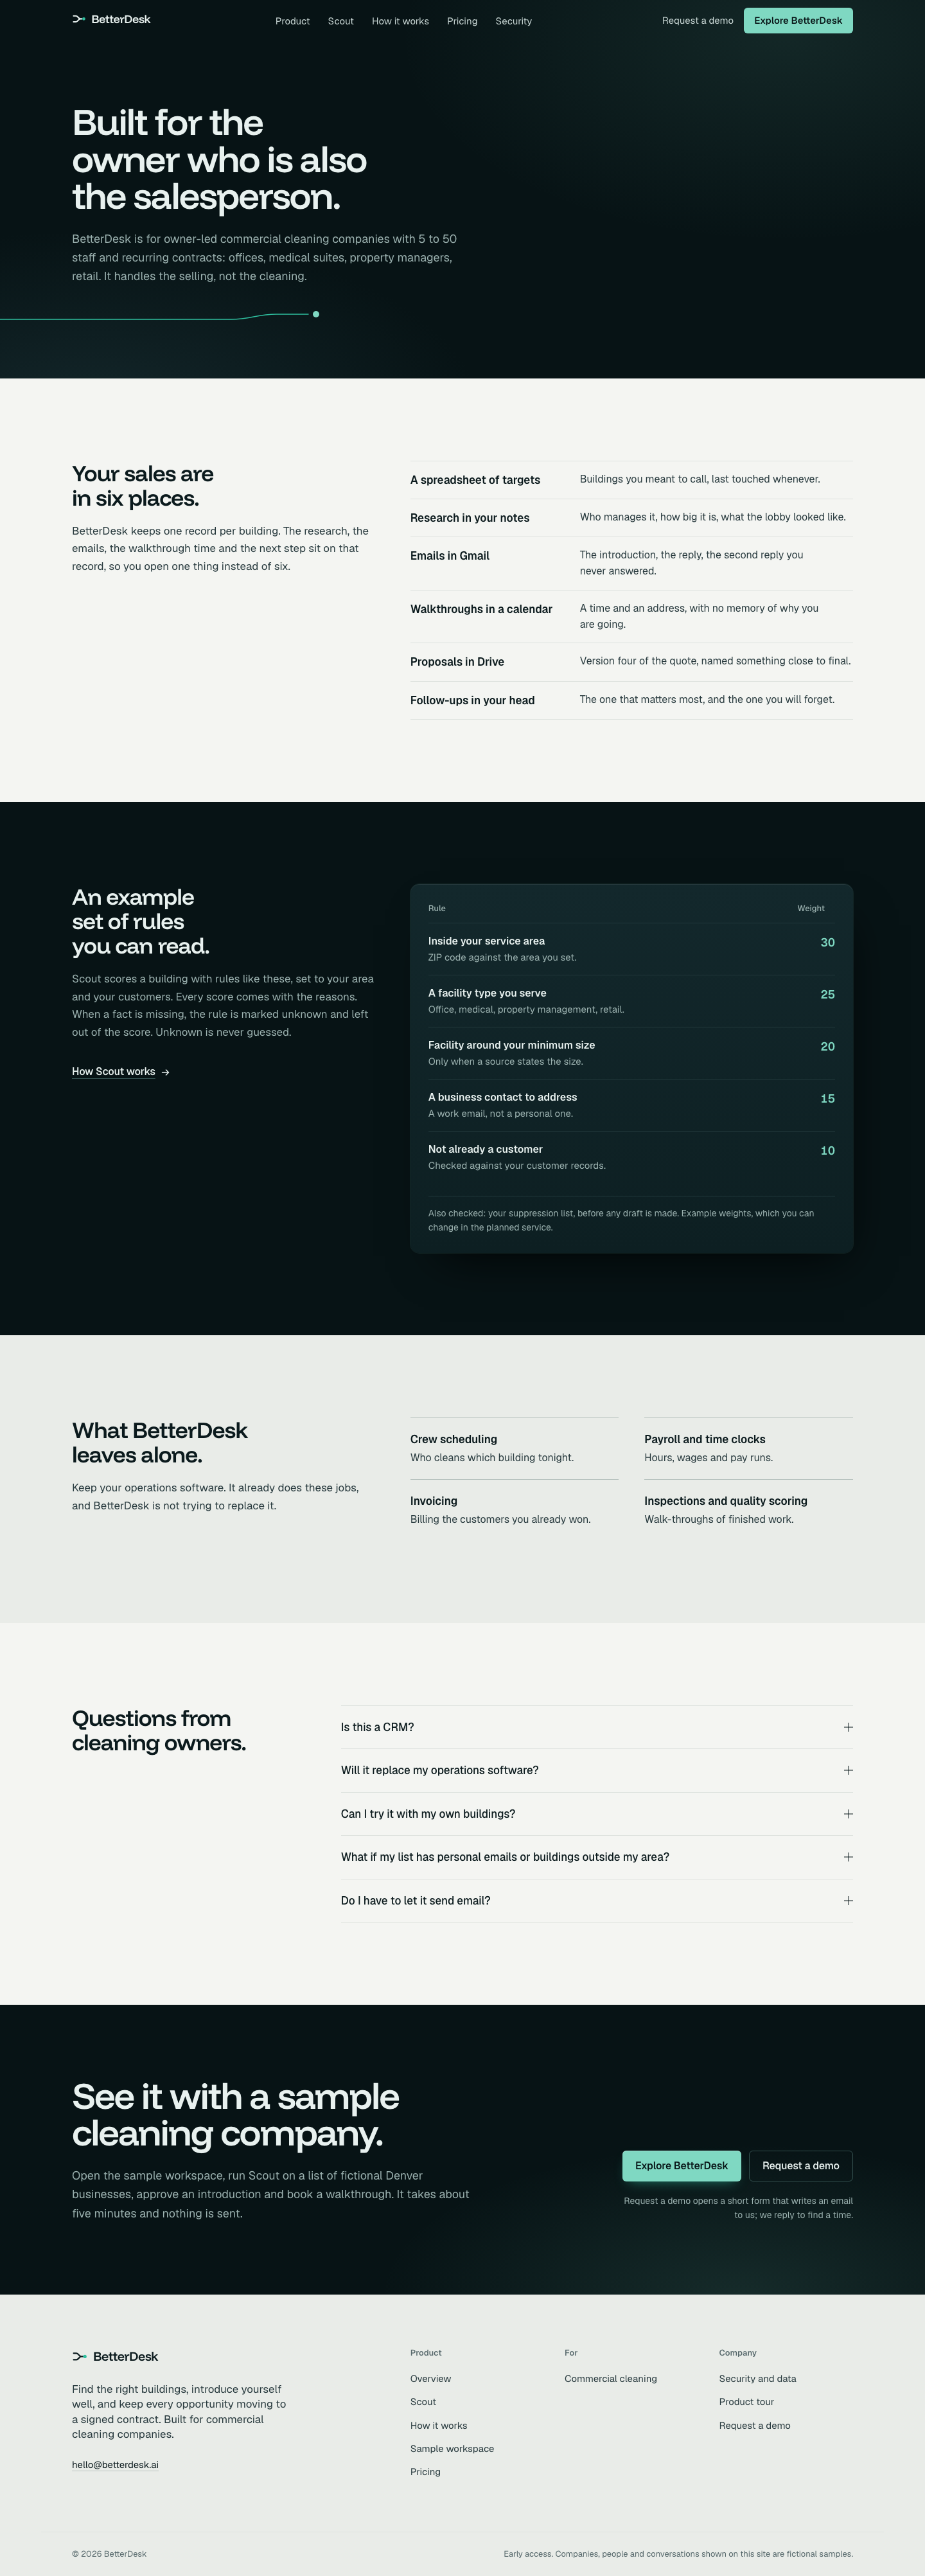 BetterDesk
Product
Scout
How it works
Pricing
Security
Request a demo
Explore BetterDesk
Built for the
owner who is also
the salesperson.
BetterDesk is for owner-led commercial cleaning companies with 5 to 50
staff and recurring contracts: offices, medical suites, property managers,
retail. It handles the selling, not the cleaning.
Your sales are
in six places.
BetterDesk keeps one record per building. The research, the
emails, the walkthrough time and the next step sit on that
record, so you open one thing instead of six.
A spreadsheet of targets
Buildings you meant to call, last touched whenever.
Research in your notes
Who manages it, how big it is, what the lobby looked like.
Emails in Gmail
The introduction, the reply, the second reply you
never answered.
Walkthroughs in a calendar
A time and an address, with no memory of why you
are going.
Proposals in Drive
Version four of the quote, named something close to final.
Follow-ups in your head
The one that matters most, and the one you will forget.
An example
set of rules
you can read.
Scout scores a building with rules like these, set to your area
and your customers. Every score comes with the reasons.
When a fact is missing, the rule is marked unknown and left
out of the score. Unknown is never guessed.
How Scout works →
Rule
Weight
Inside your service area
30
ZIP code against the area you set.
A facility type you serve
25
Office, medical, property management, retail.
Facility around your minimum size
20
Only when a source states the size.
A business contact to address
15
A work email, not a personal one.
Not already a customer
10
Checked against your customer records.
Also checked: your suppression list, before any draft is made. Example weights, which you can
change in the planned service.
What BetterDesk
leaves alone.
Keep your operations software. It already does these jobs,
and BetterDesk is not trying to replace it.
Crew scheduling
Who cleans which building tonight.
Payroll and time clocks
Hours, wages and pay runs.
Invoicing
Billing the customers you already won.
Inspections and quality scoring
Walk-throughs of finished work.
Questions from
cleaning owners.
Is this a CRM?
Will it replace my operations software?
Can I try it with my own buildings?
What if my list has personal emails or buildings outside my area?
Do I have to let it send email?
See it with a sample
cleaning company.
Open the sample workspace, run Scout on a list of fictional Denver
businesses, approve an introduction and book a walkthrough. It takes about
five minutes and nothing is sent.
Explore BetterDesk
Request a demo
Request a demo opens a short form that writes an email
to us; we reply to find a time.
BetterDesk
Find the right buildings, introduce yourself
well, and keep every opportunity moving to
a signed contract. Built for commercial
cleaning companies.
hello@betterdesk.ai
Product
Overview
Scout
How it works
Sample workspace
Pricing
For
Commercial cleaning
Company
Security and data
Product tour
Request a demo
© 2026 BetterDesk
Early access. Companies, people and conversations shown on this site are fictional samples.